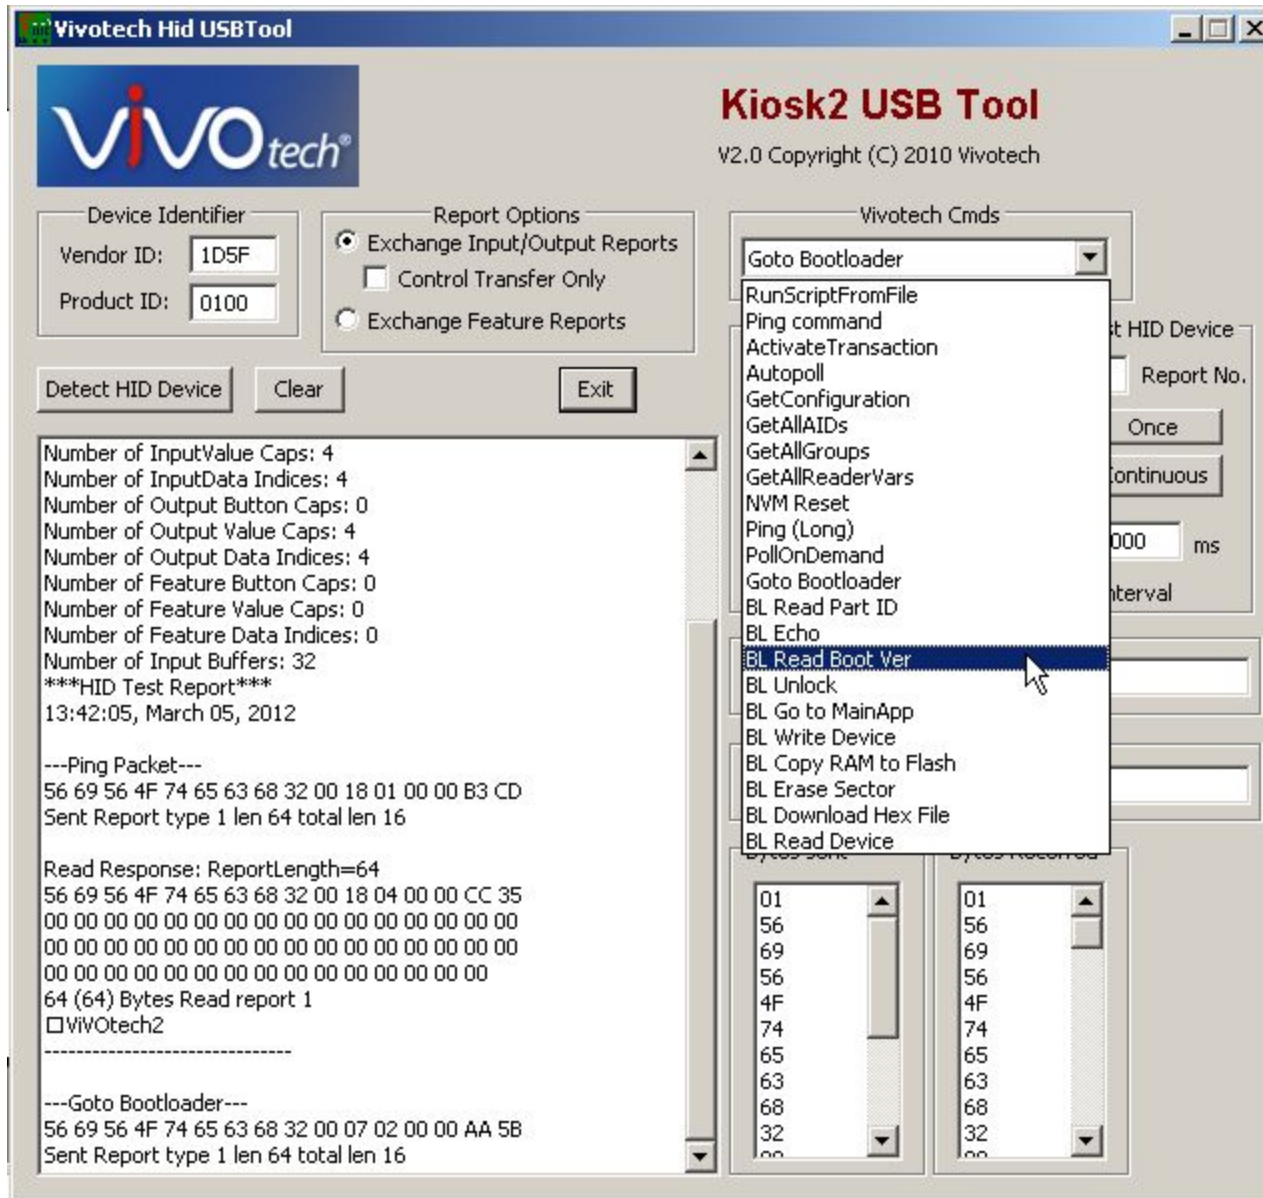 Vivotech Hid USBTool
ViVOtech®
Kiosk2 USB Tool
V2.0 Copyright (C) 2010 Vivotech
Device Identifier
Vendor ID: 1D5F
Product ID: 0100
Report Options
Exchange Input/Output Reports
Control Transfer Only
Exchange Feature Reports
Vivotech Cmds
Goto Bootloader
RunScriptFromFile
Ping command
ActivateTransaction
Autopoll
GetConfiguration
GetAllAIDs
GetAllGroups
GetAllReaderVars
NVM Reset
Ping (Long)
PollOnDemand
Goto Bootloader
BL Read Part ID
BL Echo
BL Read Boot Ver
BL Unlock
BL Go to MainApp
BL Write Device
BL Copy RAM to Flash
BL Erase Sector
BL Download Hex File
BL Read Device
HID Device
Report No.
Once
ms
Detect HID Device
Clear
Exit
Number of InputValue Caps: 4
Number of InputData Indices: 4
Number of Output Button Caps: 0
Number of Output Value Caps: 4
Number of Output Data Indices: 4
Number of Feature Button Caps: 0
Number of Feature Value Caps: 0
Number of Feature Data Indices: 0
Number of Input Buffers: 32
***HID Test Report***
13:42:05, March 05, 2012
---Ping Packet---
56 69 56 4F 74 65 63 68 32 00 18 01 00 00 B3 CD
Sent Report type 1 len 64 total len 16
Read Response: ReportLength=64
56 69 56 4F 74 65 63 68 32 00 18 04 00 00 CC 35
00 00 00 00 00 00 00 00 00 00 00 00 00 00 00 00
00 00 00 00 00 00 00 00 00 00 00 00 00 00 00 00
00 00 00 00 00 00 00 00 00 00 00 00 00 00 00
64 (64) Bytes Read report 1
☐ViVOtech2
-------------------------------
---Goto Bootloader---
56 69 56 4F 74 65 63 68 32 00 07 02 00 00 AA 5B
Sent Report type 1 len 64 total len 16
01
56
69
56
4F
74
65
63
68
32
01
56
69
56
4F
74
65
63
68
32